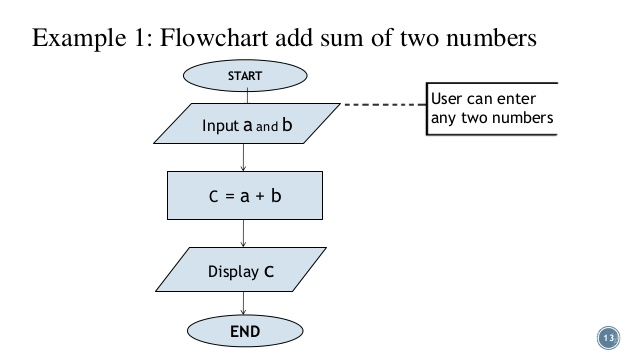 Example 1: Flowchart add sum of two numbers
START
Input a and b
User can enter
any two numbers
C = a + b
Display C
END
13